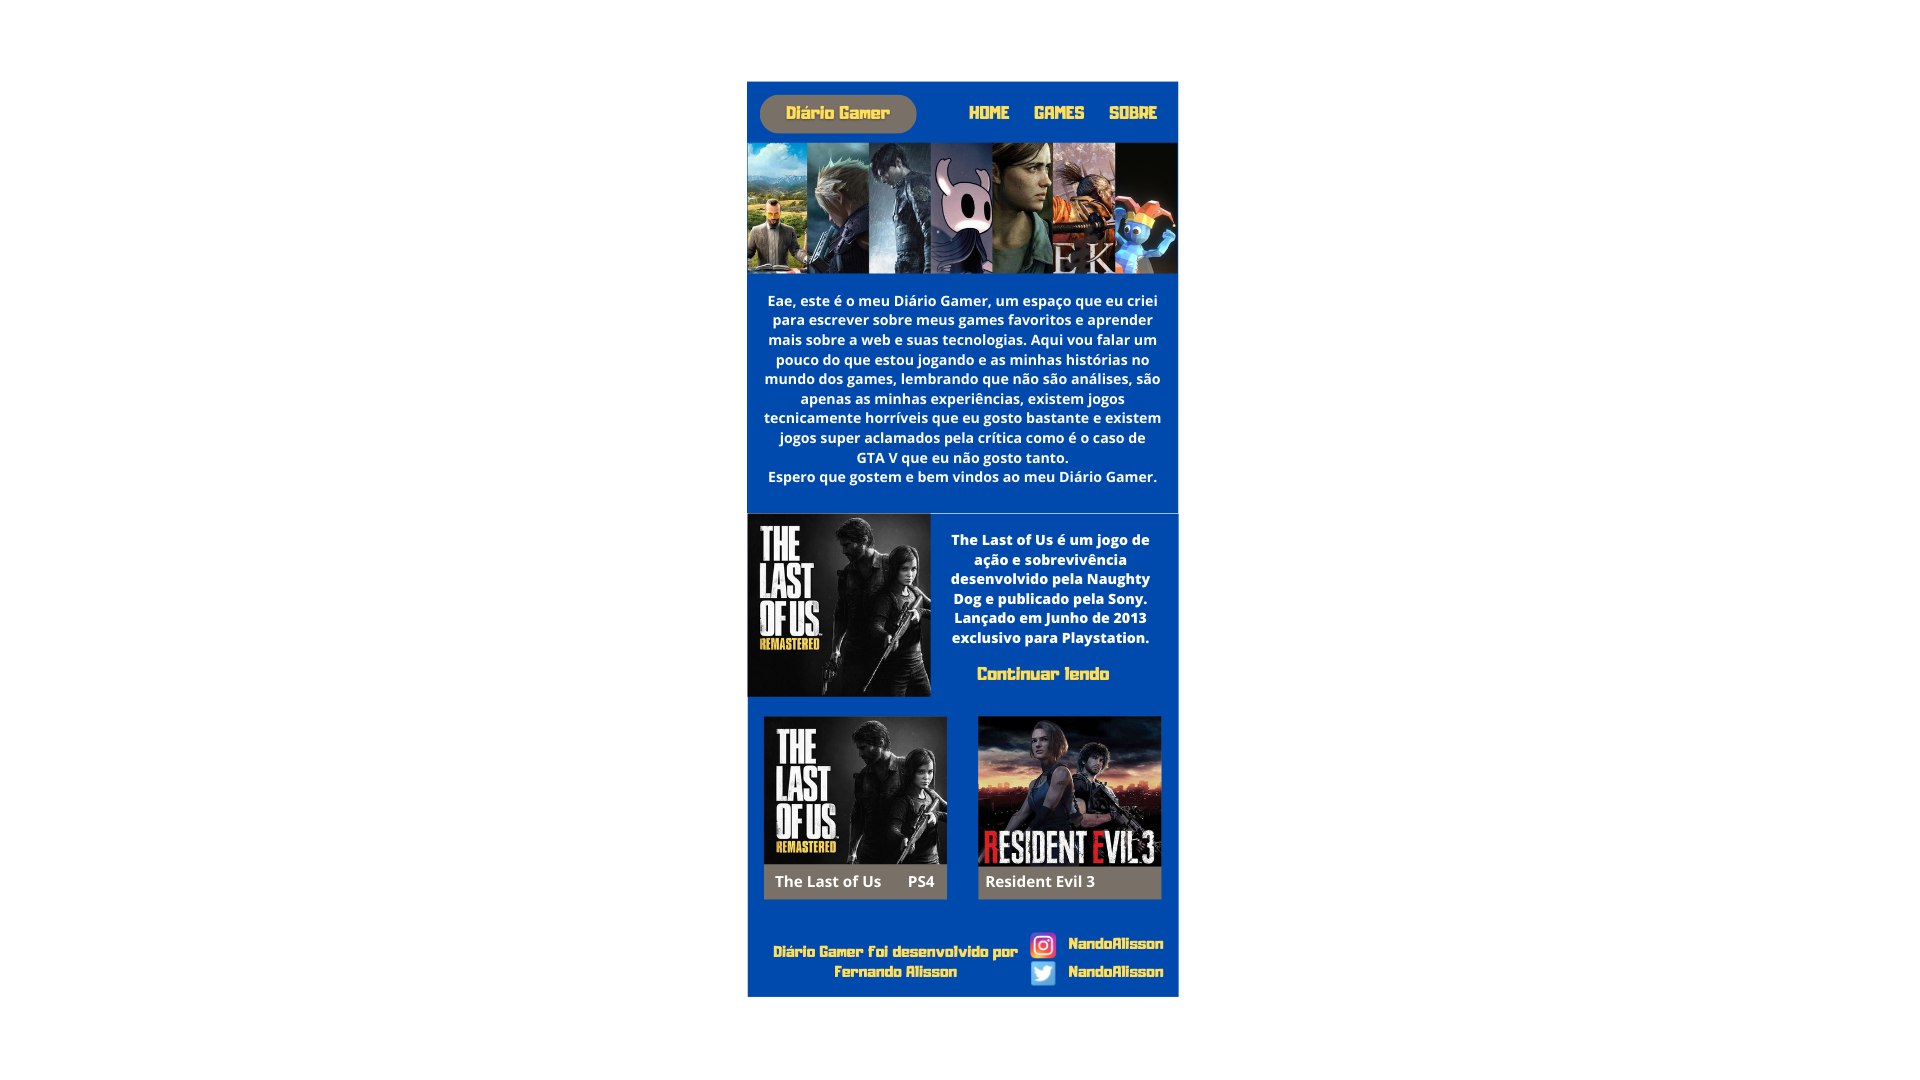 Diário Gamer
HOME GAMES SOBRE
EK
Eae, este é o meu Diário Gamer, um espaço que eu criei
para escrever sobre meus games favoritos e aprender
mais sobre a web e suas tecnologias. Aqui vou falar um
pouco do que estou jogando e as minhas histórias no
mundo dos games, lembrando que não são análises, são
apenas as minhas experiências, existem jogos
tecnicamente horríveis que eu gosto bastante e existem
jogos super aclamados pela crítica como é o caso de
GTA V que eu não gosto tanto.
Espero que gostem e bem vindos ao meu Diário Gamer.
THE
LAST
OF US
REMASTERED
The Last of Us é um jogo de
ação e sobrevivência
desenvolvido pela Naughty
Dog e publicado pela Sony.
Lançado em Junho de 2013
exclusivo para Playstation.
Continuar lendo
THE
LAST
OF US
REMASTERED
The Last of Us PS4
RESIDENT EVIL 3
Resident Evil 3
Diário Gamer foi desenvolvido por
Fernando Alisson
NandoAlisson
NandoAlisson